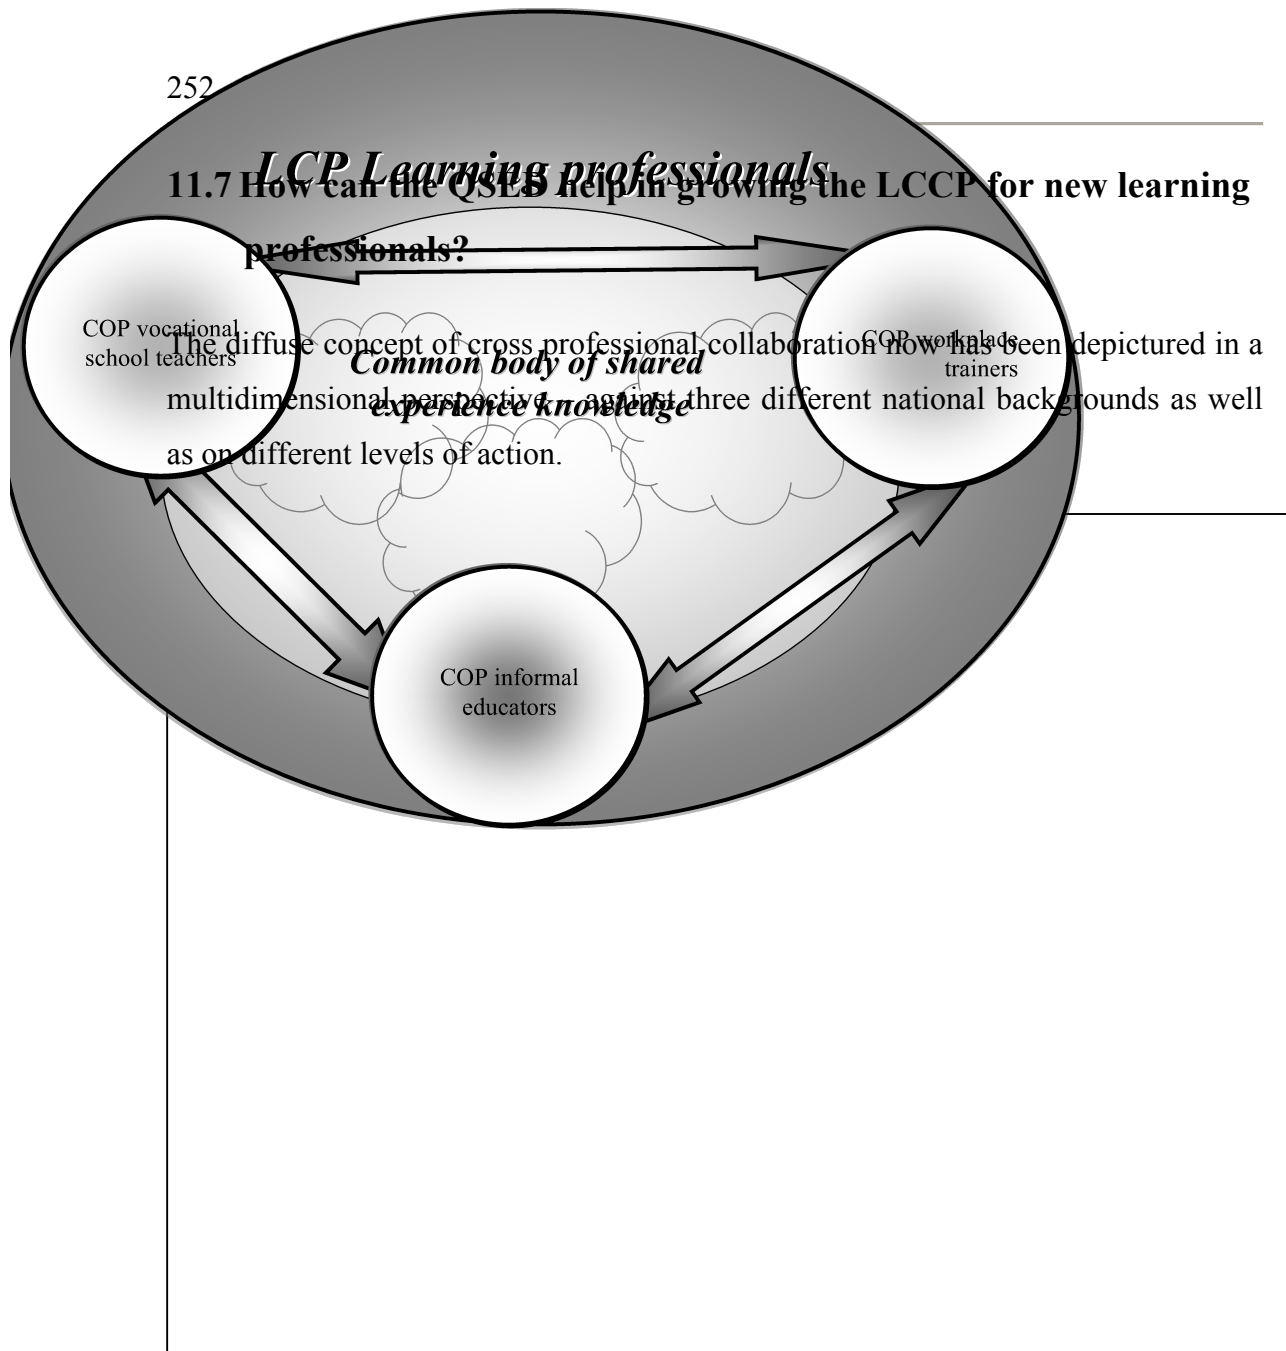 252
LCP Learning professionals
11.7 How can the QSED help in growing the LCCP for new learning
professionals?
COP vocational
school teachers
COP workplace
trainers
The diffuse concept of cross professional collaboration now has been depictured in a
Common body of shared
experience knowledge
multidimensional perspective – against three different national backgrounds as well
as on different levels of action.
COP informal
educators